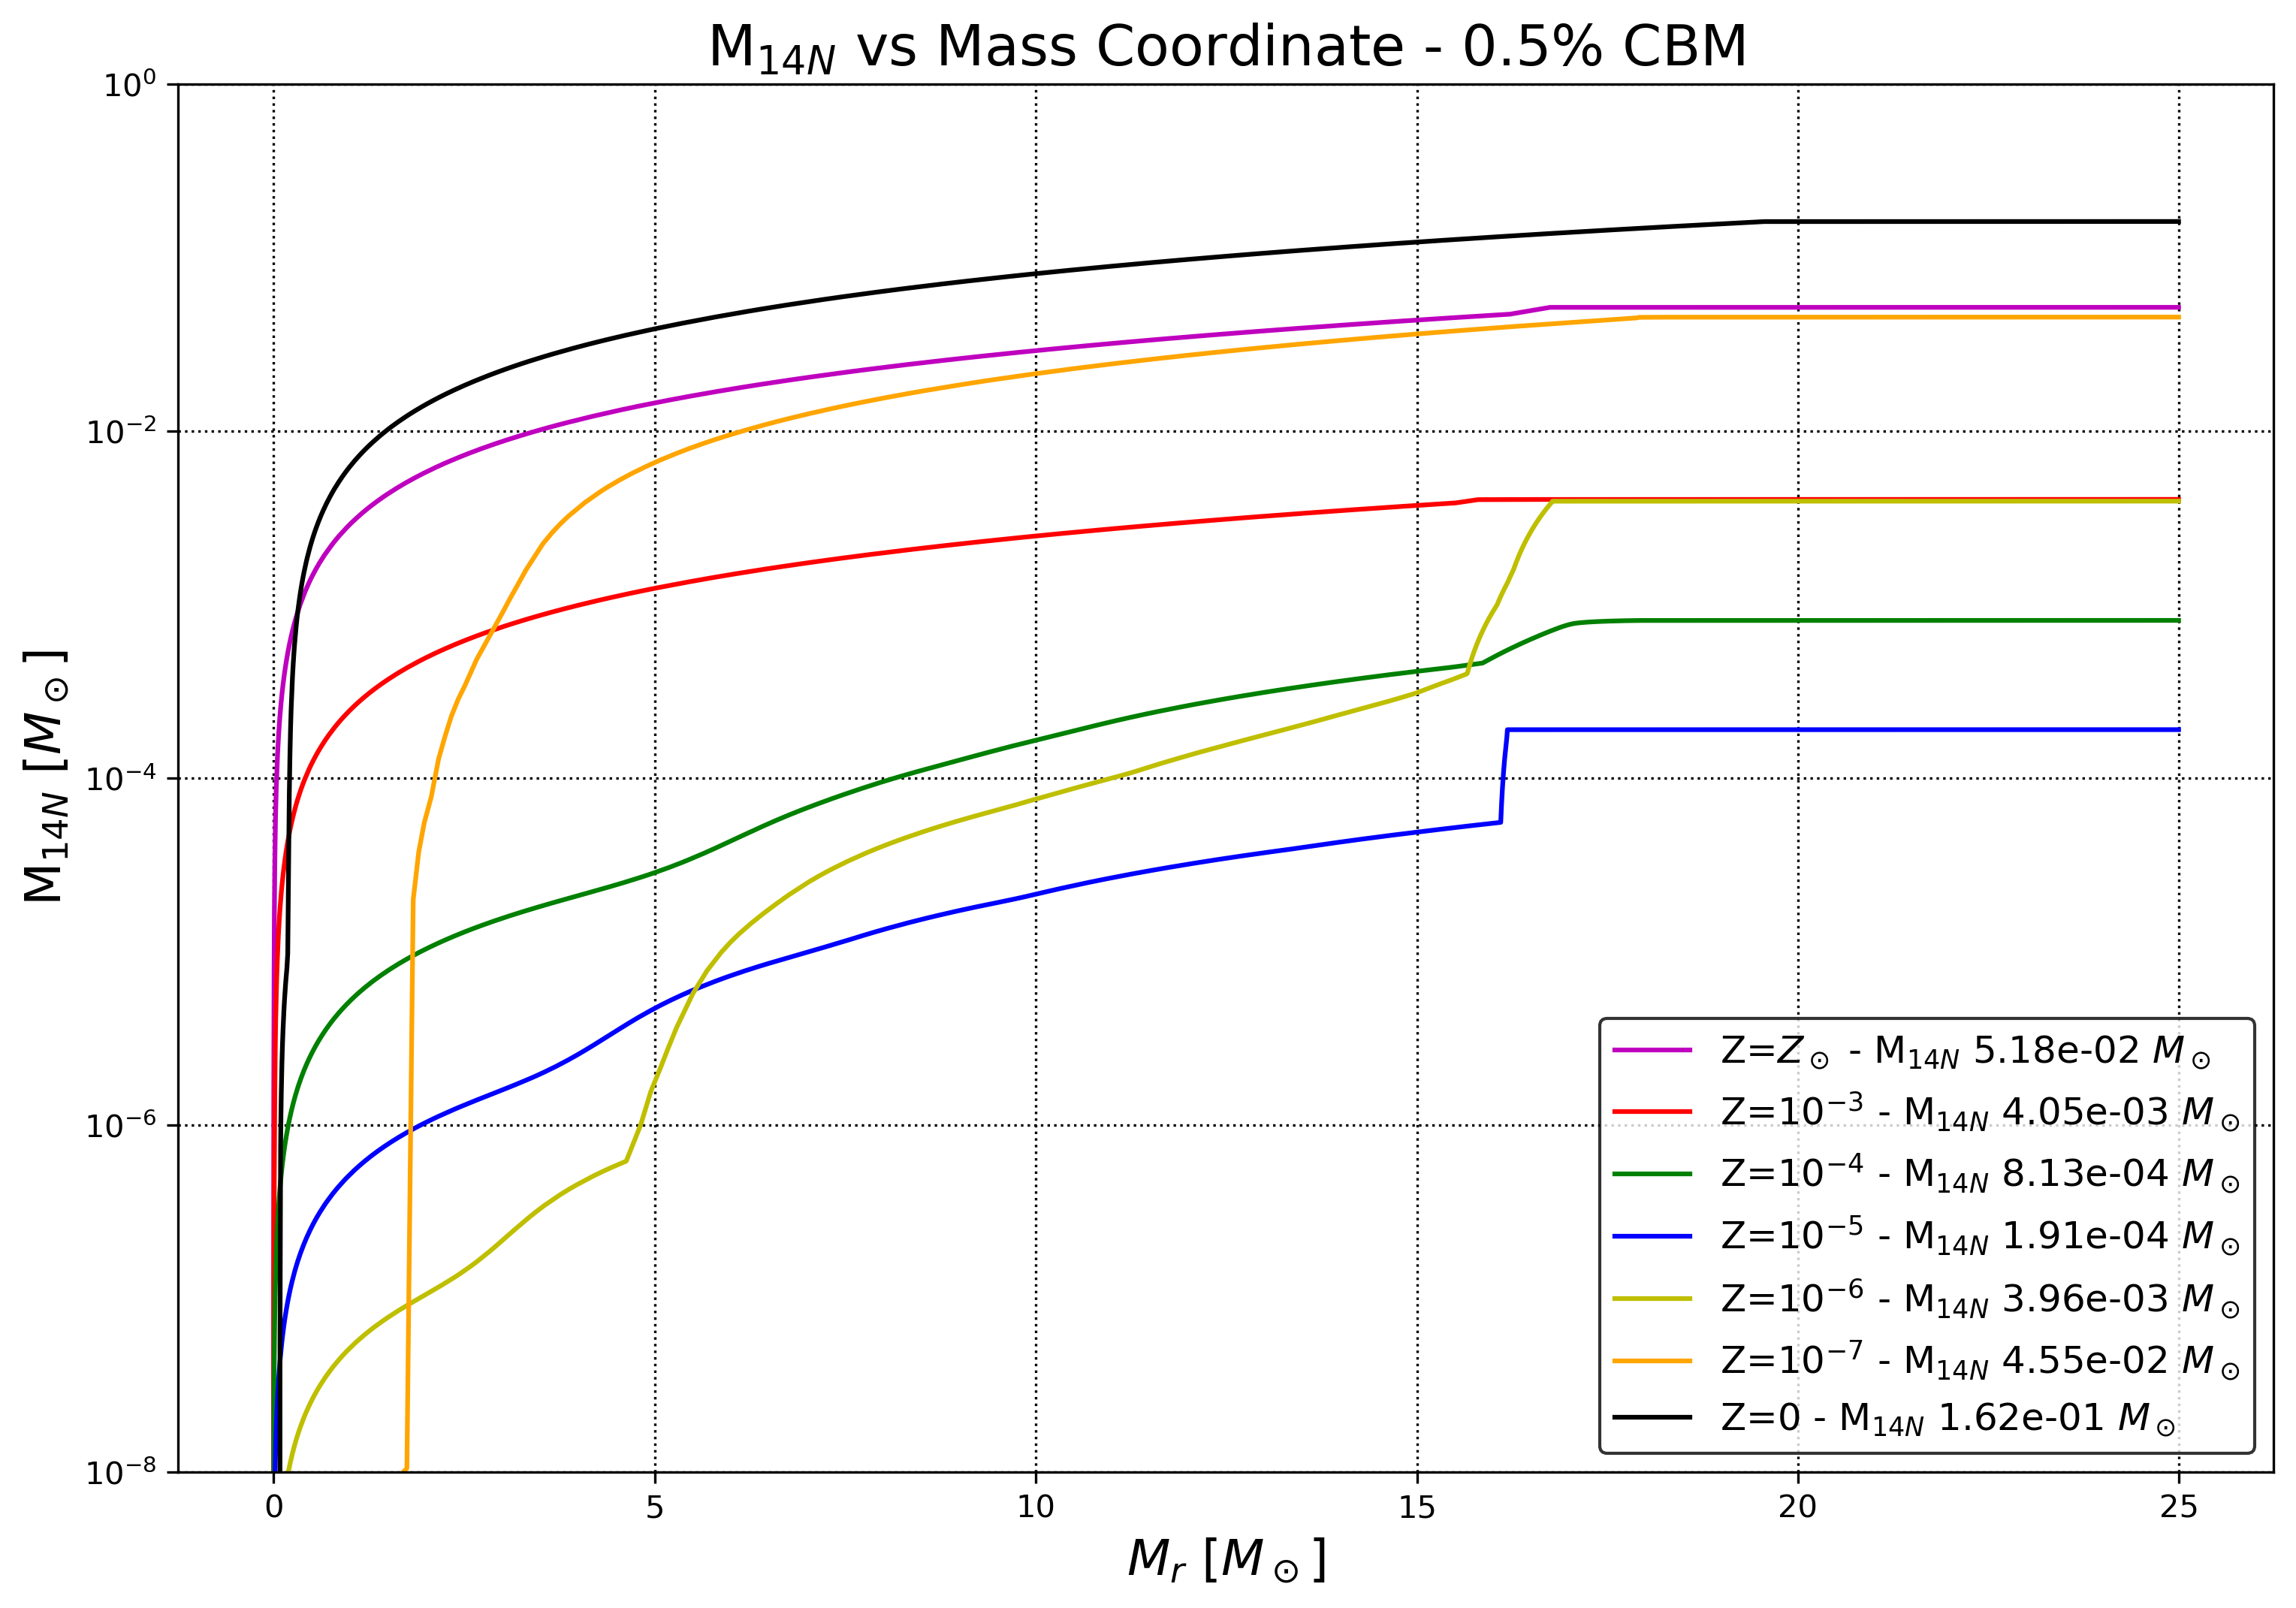 M₁₄N vs Mass Coordinate - 0.5% CBM
M₁₄N [M⊙]
10⁰
10⁻²
10⁻⁴
10⁻⁶
10⁻⁸
Z=Z⊙ - M₁₄N 5.18e-02 M⊙
Z=10⁻³ - M₁₄N 4.05e-03 M⊙
Z=10⁻⁴ - M₁₄N 8.13e-04 M⊙
Z=10⁻⁵ - M₁₄N 1.91e-04 M⊙
Z=10⁻⁶ - M₁₄N 3.96e-03 M⊙
Z=10⁻⁷ - M₁₄N 4.55e-02 M⊙
Z=0 - M₁₄N 1.62e-01 M⊙
0 5 10 15 20 25
Mᵣ [M⊙]